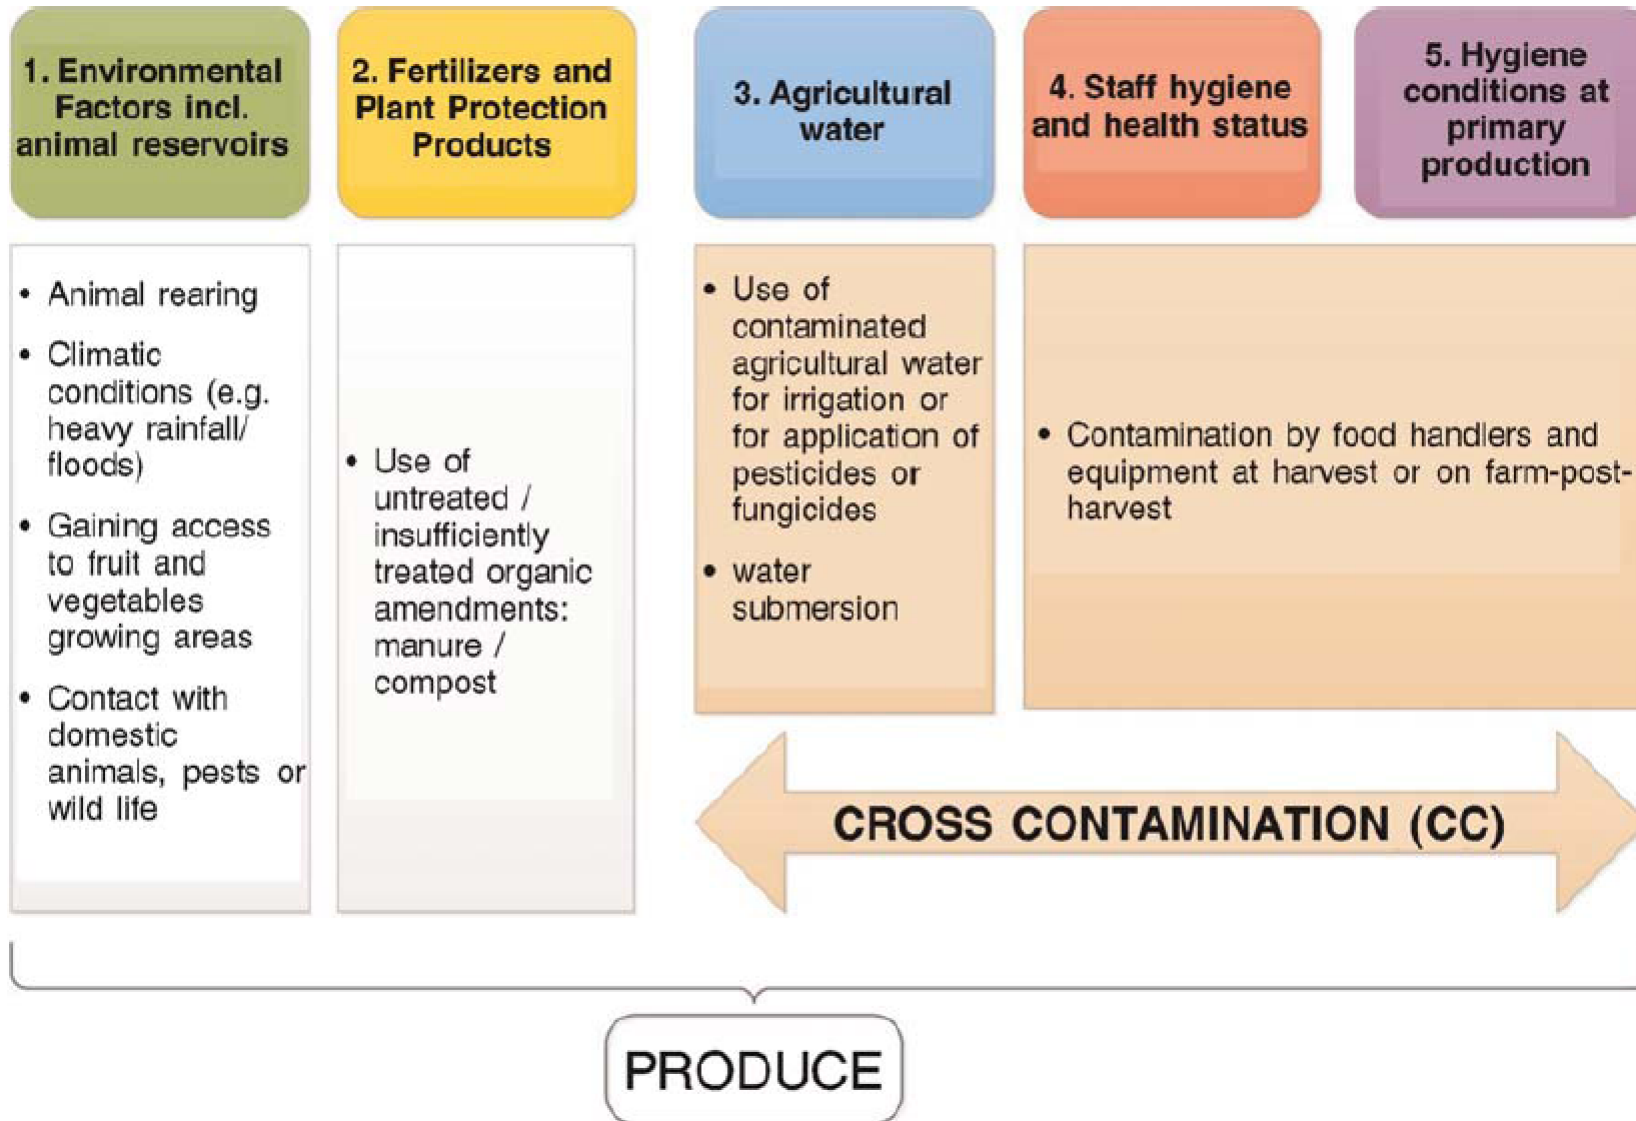 1. Environmental
Factors incl.
animal reservoirs
2. Fertilizers and
Plant Protection
Products
3. Agricultural
water
4. Staff hygiene
and health status
5. Hygiene
conditions at
primary
production
• Animal rearing
• Climatic
conditions (e.g.
heavy rainfall/
floods)
• Gaining access
to fruit and
vegetables
growing areas
• Contact with
domestic
animals, pests or
wild life
• Use of
untreated /
insufficiently
treated organic
amendments:
manure /
compost
• Use of
contaminated
agricultural water
for irrigation or
for application of
pesticides or
fungicides
• water
submersion
• Contamination by food handlers and
equipment at harvest or on farm-post-
harvest
CROSS CONTAMINATION (CC)
PRODUCE